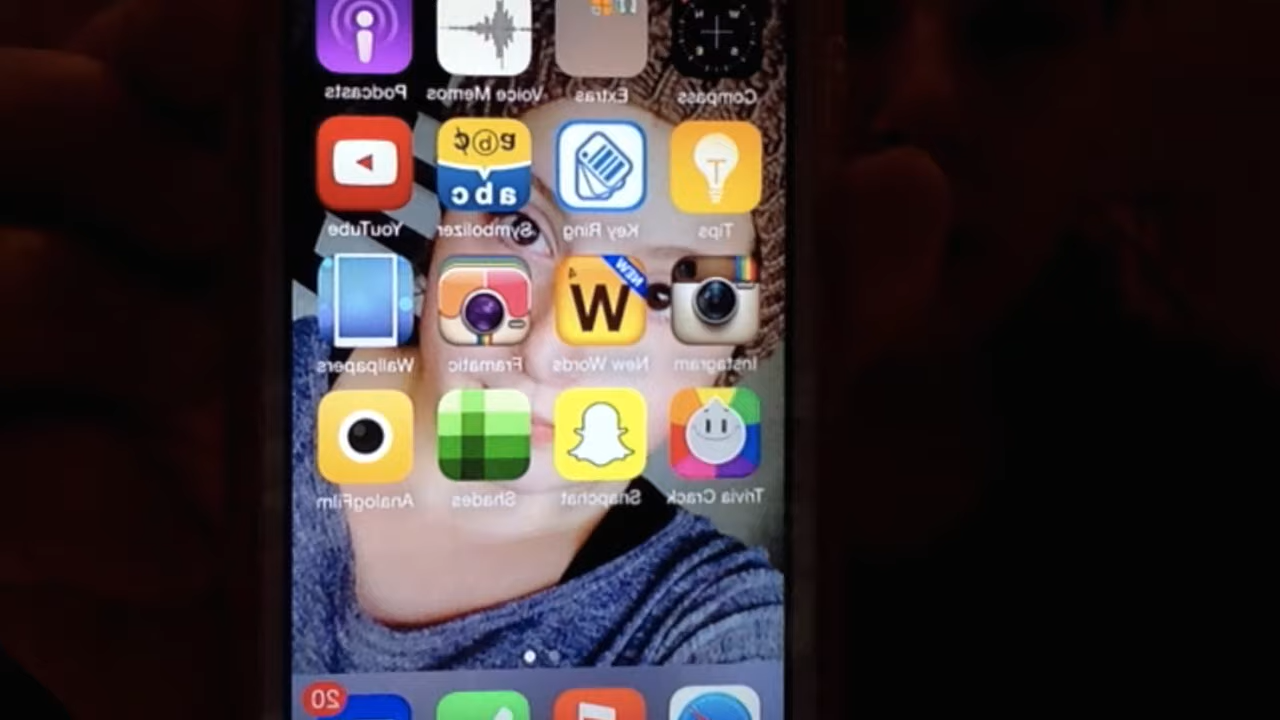 Compass Extras Voice Memos Podcasts
abc
Tips Key Ring Symbolizer YouTube
NEW
W 4
Instagram New Words Framatic Wallpapers
Trivia Crack Snapchat Shades AnalogFilm
20